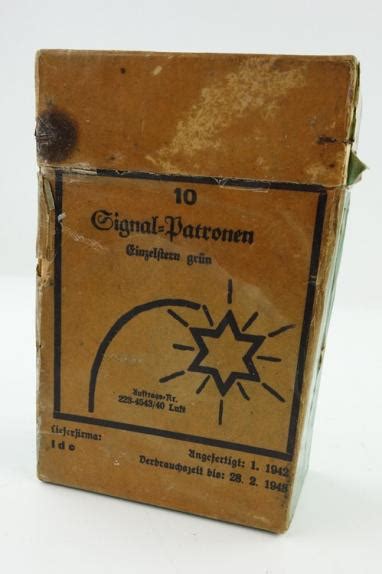 10
Signal=Patronen
Einzelstern grün
Auftrags-Nr.
223-4543/40 Luft
Lieferfirma:
Ido
Angefertigt: 1. 1942
Verbrauchszeit bis: 28. 2. 1948